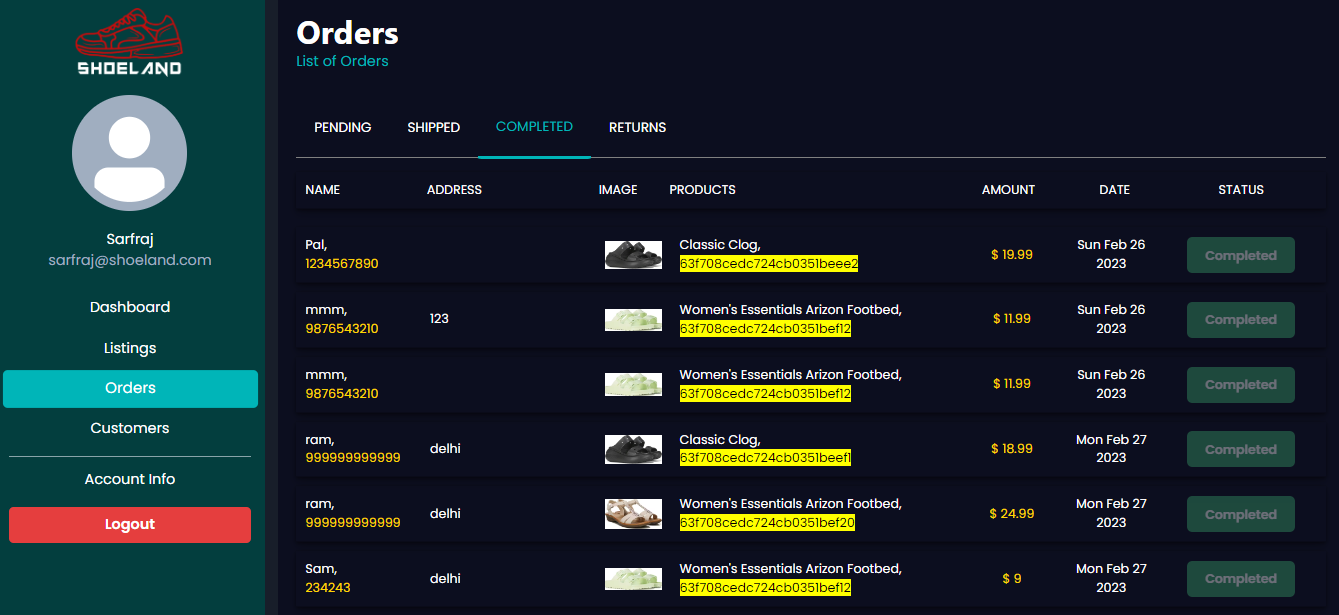 SHOELAND
Sarfraj
sarfraj@shoeland.com
Dashboard
Listings
Orders
Customers
Account Info
Logout
Orders
List of Orders
PENDING SHIPPED COMPLETED RETURNS
NAME ADDRESS IMAGE PRODUCTS AMOUNT DATE STATUS
Pal, Classic Clog, Sun Feb 26
1234567890 63f708cedc724cb0351beee2 $ 19.99 2023 Completed
mmm, Women's Essentials Arizon Footbed, Sun Feb 26
9876543210 123 63f708cedc724cb0351bef12 $ 11.99 2023 Completed
mmm, Women's Essentials Arizon Footbed, Sun Feb 26
9876543210 63f708cedc724cb0351bef12 $ 11.99 2023 Completed
ram, Classic Clog, Mon Feb 27
999999999999 delhi 63f708cedc724cb0351beef1 $ 18.99 2023 Completed
ram, Women's Essentials Arizon Footbed, Mon Feb 27
999999999999 delhi 63f708cedc724cb0351bef20 $ 24.99 2023 Completed
Sam, Women's Essentials Arizon Footbed, Mon Feb 27
234243 delhi 63f708cedc724cb0351bef12 $ 9 2023 Completed